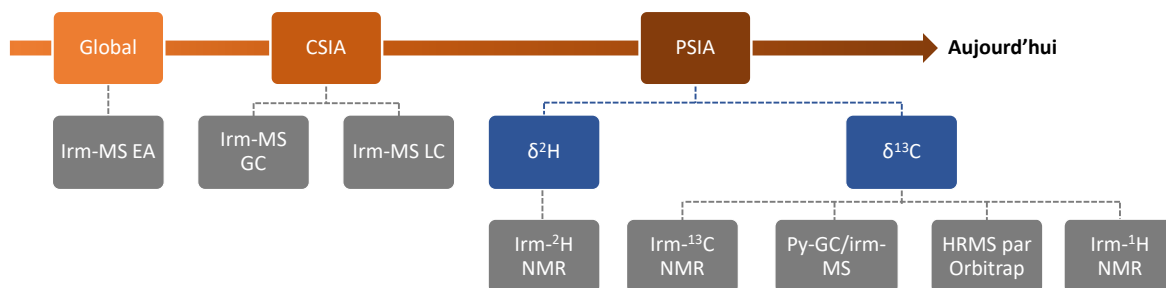 Global
CSIA
PSIA
Aujourd’hui
Irm-MS EA
Irm-MS
GC
Irm-MS LC
δ²H
δ¹³C
Irm-²H
NMR
Irm-¹³C
NMR
Py-GC/irm-
MS
HRMS par
Orbitrap
Irm-¹H
NMR